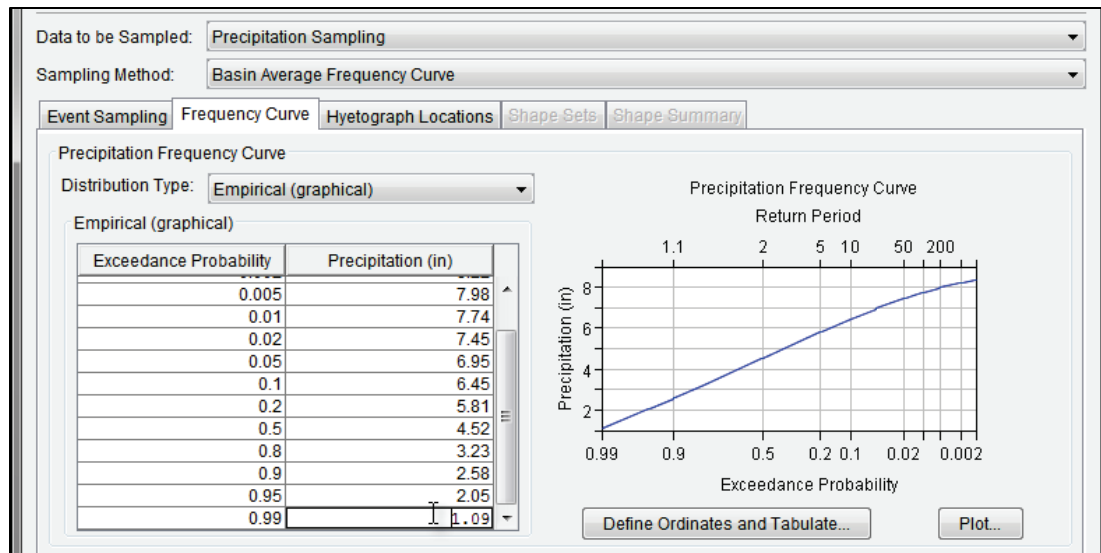 Data to be Sampled: Precipitation Sampling
Sampling Method: Basin Average Frequency Curve
Event Sampling Frequency Curve Hyetograph Locations Shape Sets Shape Summary
Precipitation Frequency Curve
Distribution Type: Empirical (graphical)
Empirical (graphical)
Exceedance Probability Precipitation (in)
0.005 7.98
0.01 7.74
0.02 7.45
0.05 6.95
0.1 6.45
0.2 5.81
0.5 4.52
0.8 3.23
0.9 2.58
0.95 2.05
0.99 1.09
Precipitation Frequency Curve
Return Period
1.1 2 5 10 50 200
Precipitation (in)
8
6
4
2
0.99 0.9 0.5 0.2 0.1 0.02 0.002
Exceedance Probability
Define Ordinates and Tabulate... Plot...